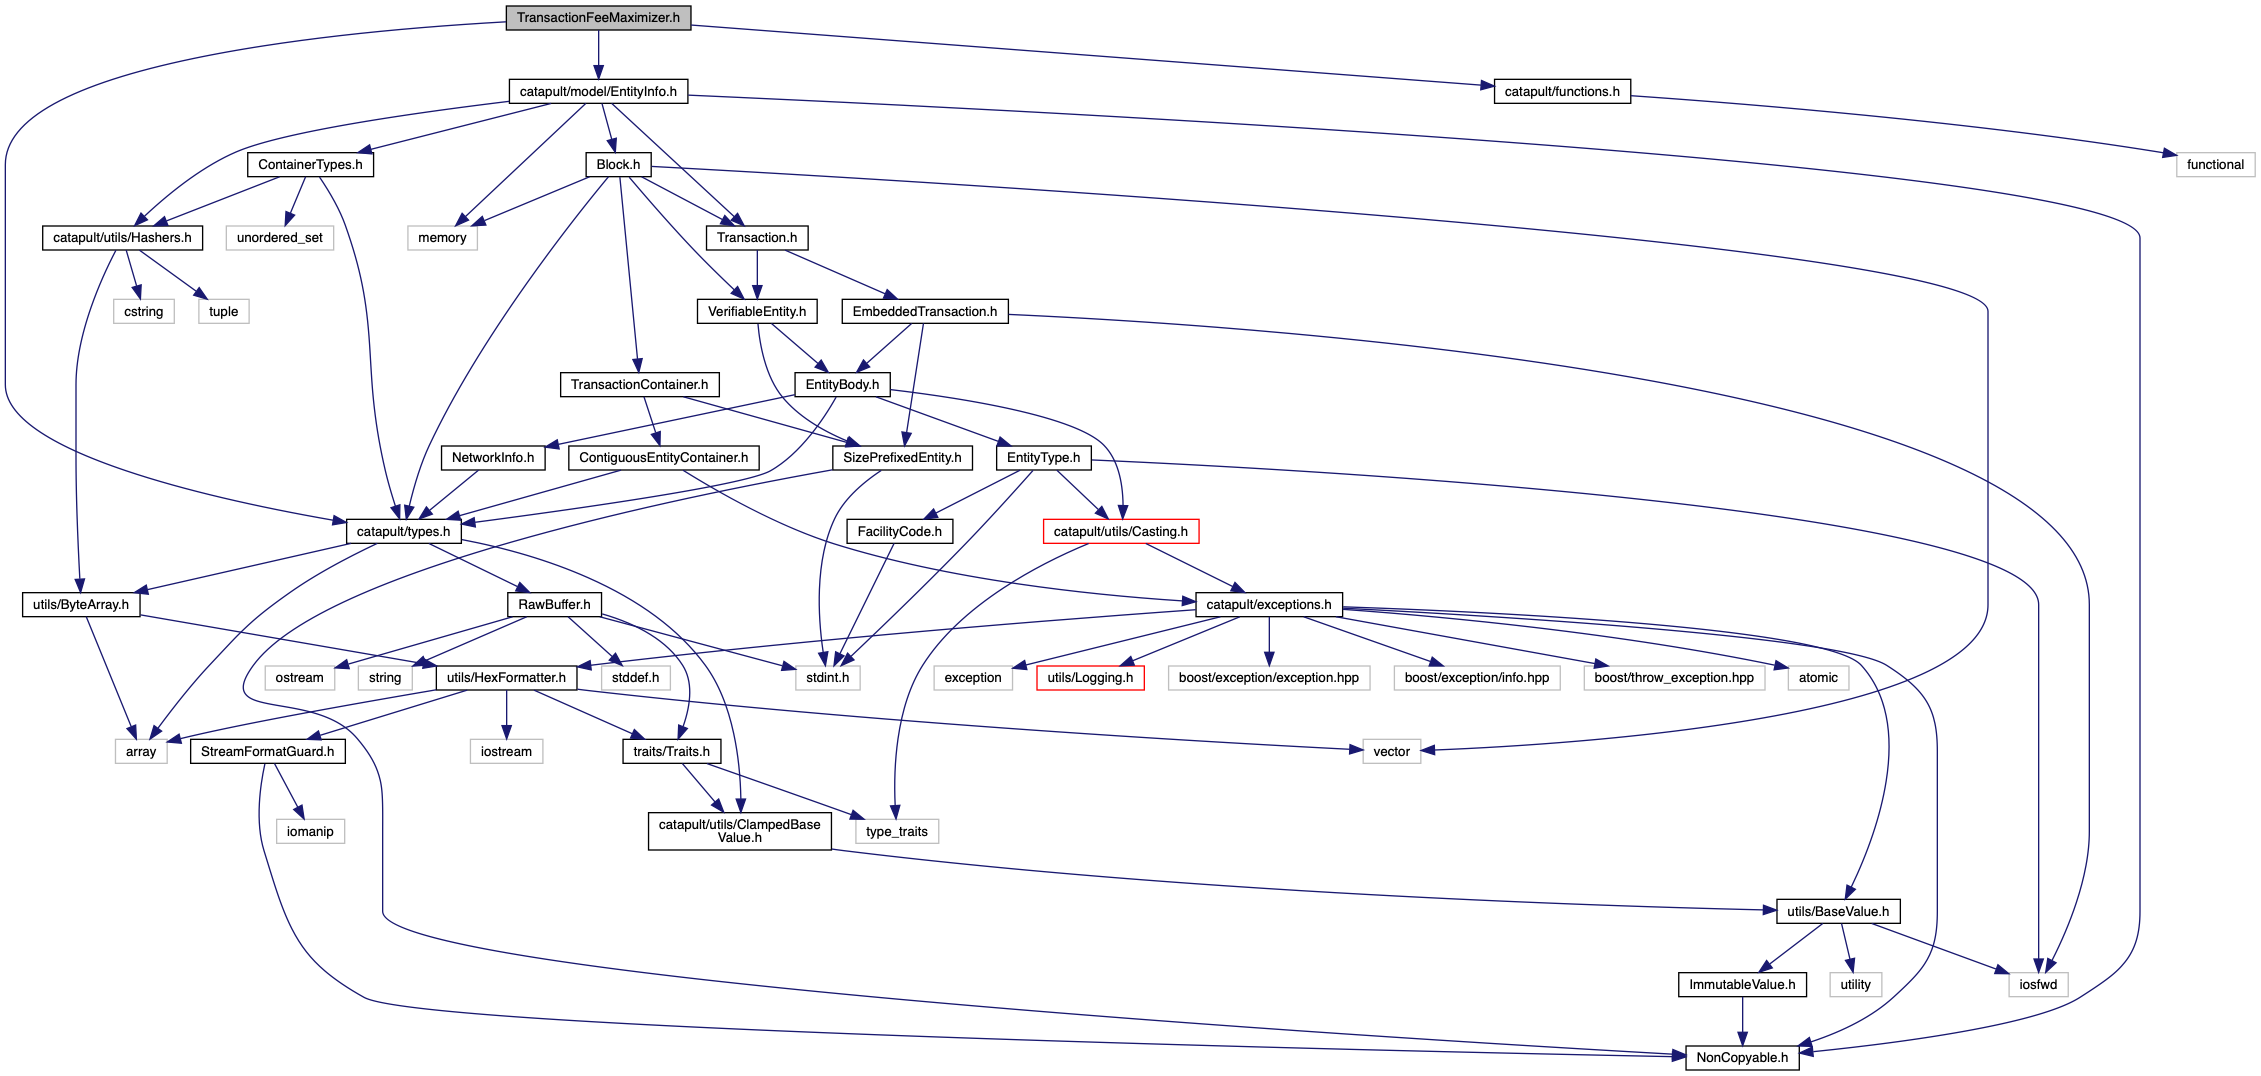 TransactionFeeMaximizer.h
catapult/model/EntityInfo.h
catapult/functions.h
ContainerTypes.h
Block.h
functional
catapult/utils/Hashers.h
unordered_set
memory
Transaction.h
cstring
tuple
VerifiableEntity.h
EmbeddedTransaction.h
TransactionContainer.h
EntityBody.h
NetworkInfo.h
ContiguousEntityContainer.h
SizePrefixedEntity.h
EntityType.h
catapult/types.h
FacilityCode.h
catapult/utils/Casting.h
utils/ByteArray.h
RawBuffer.h
catapult/exceptions.h
ostream
string
utils/HexFormatter.h
stddef.h
stdint.h
exception
utils/Logging.h
boost/exception/exception.hpp
boost/exception/info.hpp
boost/throw_exception.hpp
atomic
array
StreamFormatGuard.h
iostream
traits/Traits.h
vector
iomanip
catapult/utils/ClampedBase
Value.h
type_traits
utils/BaseValue.h
ImmutableValue.h
utility
iosfwd
NonCopyable.h